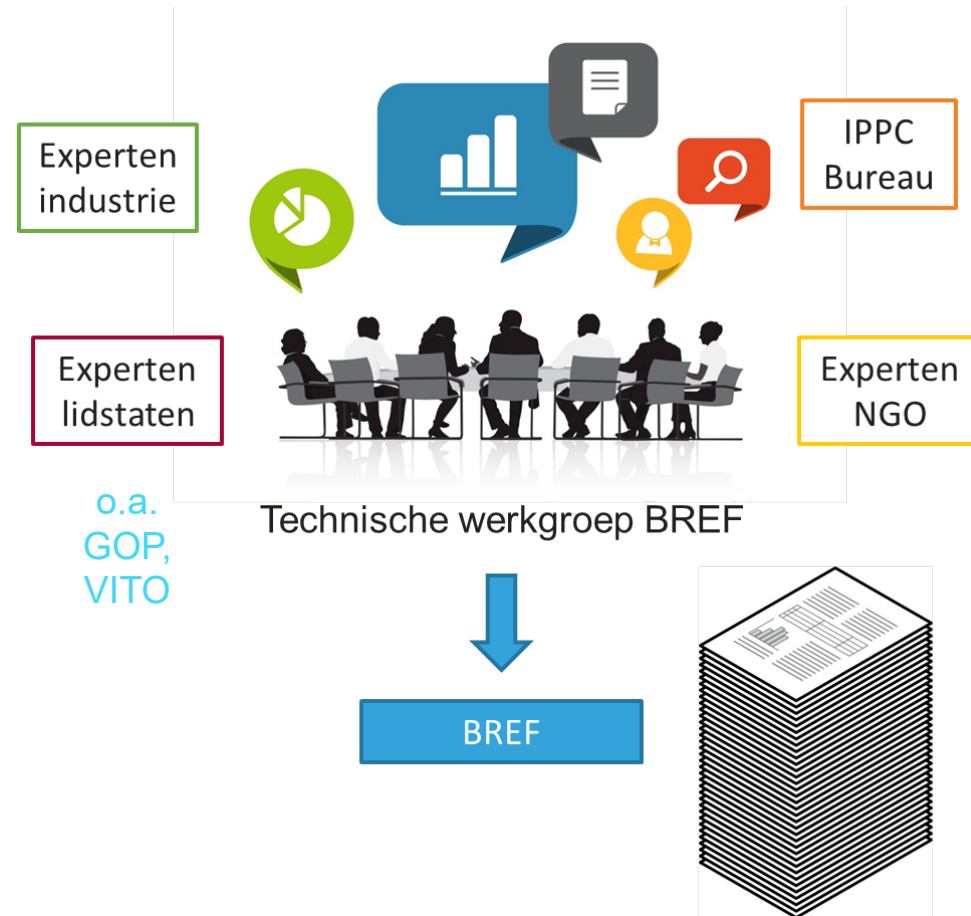 Experten
industrie
IPPC
Bureau
Experten
lidstaten
Experten
NGO
o.a.
GOP,
VITO
Technische werkgroep BREF
BREF